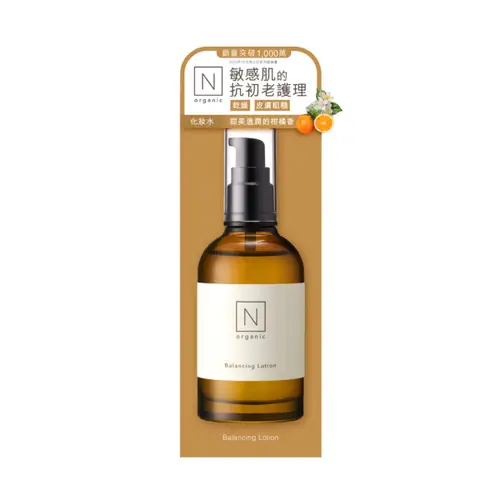 銷量突破1,000萬
N
organic
敏感肌的
抗初老護理
乾燥 皮膚粗糙
化妝水
甜美透潤的柑橘香
N
organic
Balancing Lotion
Balancing Lotion